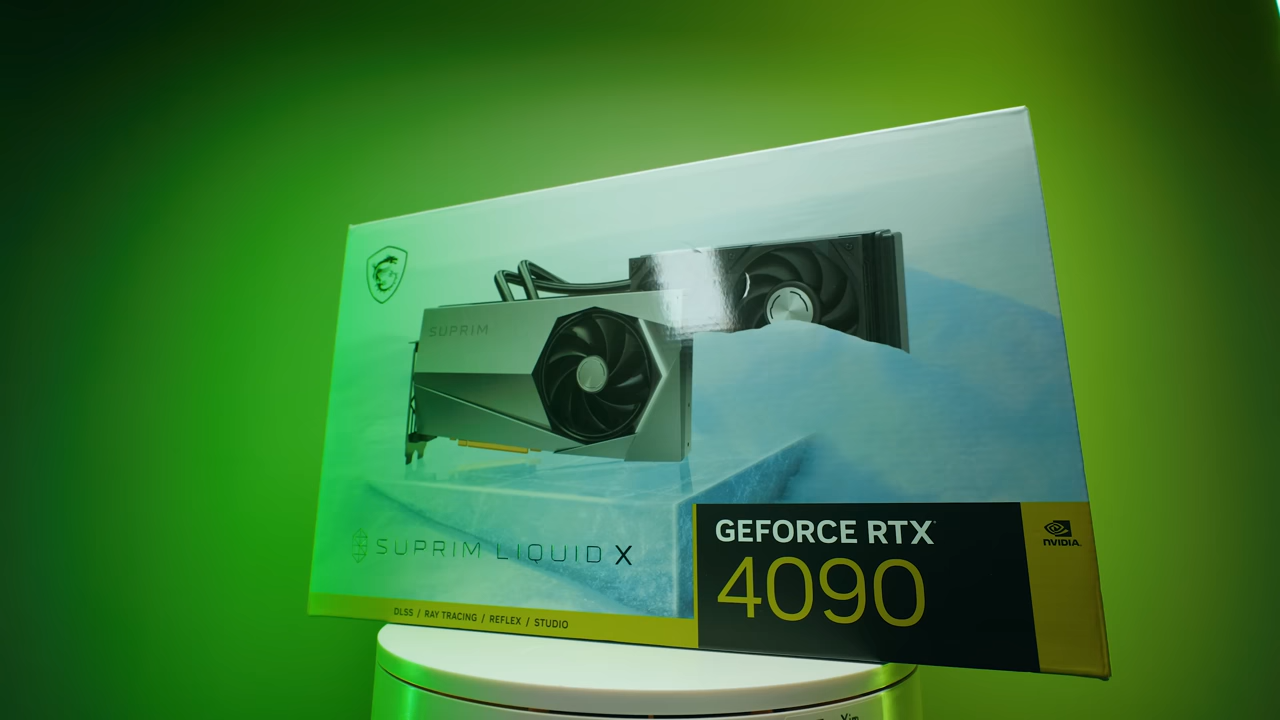 SUPRIM
SUPRIM LIQUID X
DLSS / RAY TRACING / REFLEX / STUDIO
GEFORCE RTX
4090
NVIDIA.